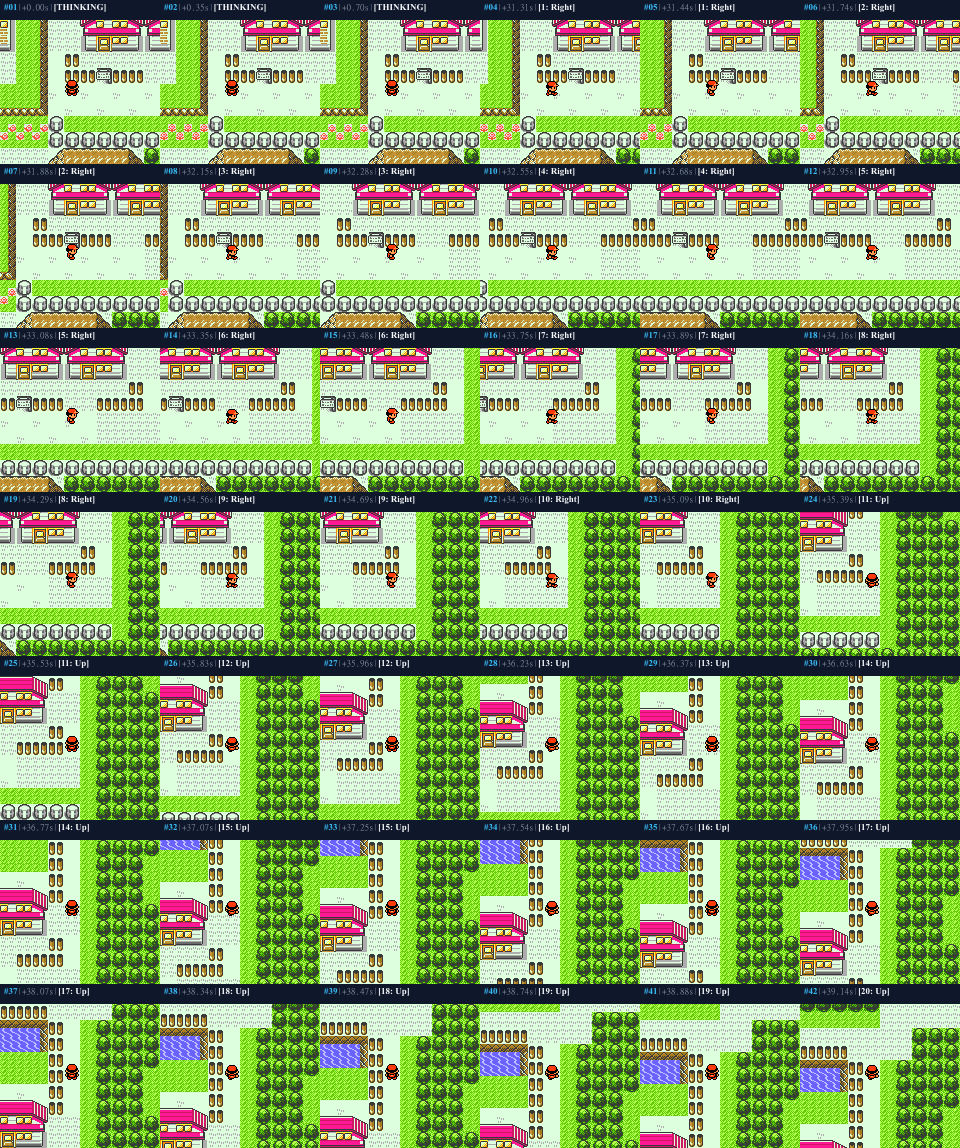 #01|+0.00s|[THINKING] #02|+0.35s|[THINKING] #03|+0.70s|[THINKING] #04|+31.31s|[1: Right] #05|+31.44s|[1: Right] #06|+31.74s|[2: Right]
#07|+31.88s|[2: Right] #08|+32.15s|[3: Right] #09|+32.28s|[3: Right] #10|+32.55s|[4: Right] #11|+32.68s|[4: Right] #12|+32.95s|[5: Right]
#13|+33.08s|[5: Right] #14|+33.35s|[6: Right] #15|+33.48s|[6: Right] #16|+33.75s|[7: Right] #17|+33.89s|[7: Right] #18|+34.16s|[8: Right]
#19|+34.29s|[8: Right] #20|+34.56s|[9: Right] #21|+34.69s|[9: Right] #22|+34.96s|[10: Right] #23|+35.09s|[10: Right] #24|+35.39s|[11: Up]
#25|+35.53s|[11: Up] #26|+35.83s|[12: Up] #27|+35.96s|[12: Up] #28|+36.23s|[13: Up] #29|+36.37s|[13: Up] #30|+36.63s|[14: Up]
#31|+36.77s|[14: Up] #32|+37.07s|[15: Up] #33|+37.25s|[15: Up] #34|+37.54s|[16: Up] #35|+37.67s|[16: Up] #36|+37.95s|[17: Up]
#37|+38.07s|[17: Up] #38|+38.34s|[18: Up] #39|+38.47s|[18: Up] #40|+38.74s|[19: Up] #41|+38.88s|[19: Up] #42|+39.14s|[20: Up]